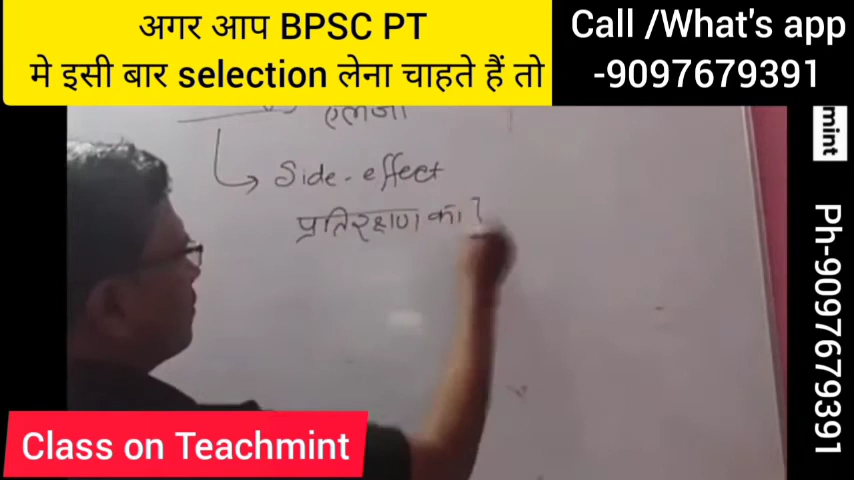 अगर आप BPSC PT
मे इसी बार selection लेना चाहते हैं तो
Call /What's app
-9097679391
एलर्जी
Side-effect
प्रतिरक्षण का
mint
Ph-9097679391
Class on Teachmint